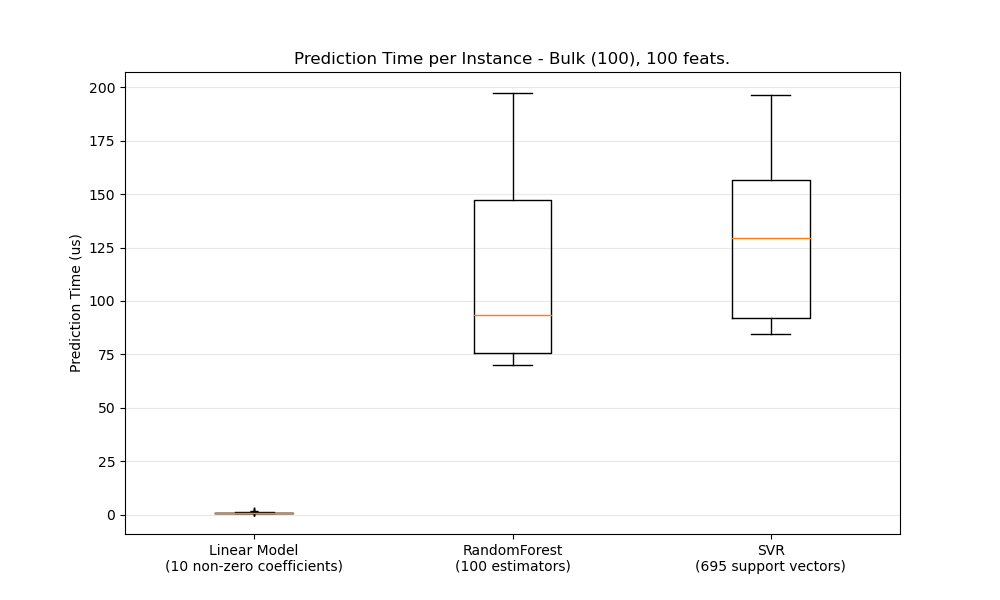 Prediction Time per Instance - Bulk (100), 100 feats.
Prediction Time (us)
200
175
150
125
100
75
50
25
0
Linear Model
(10 non-zero coefficients)
RandomForest
(100 estimators)
SVR
(695 support vectors)